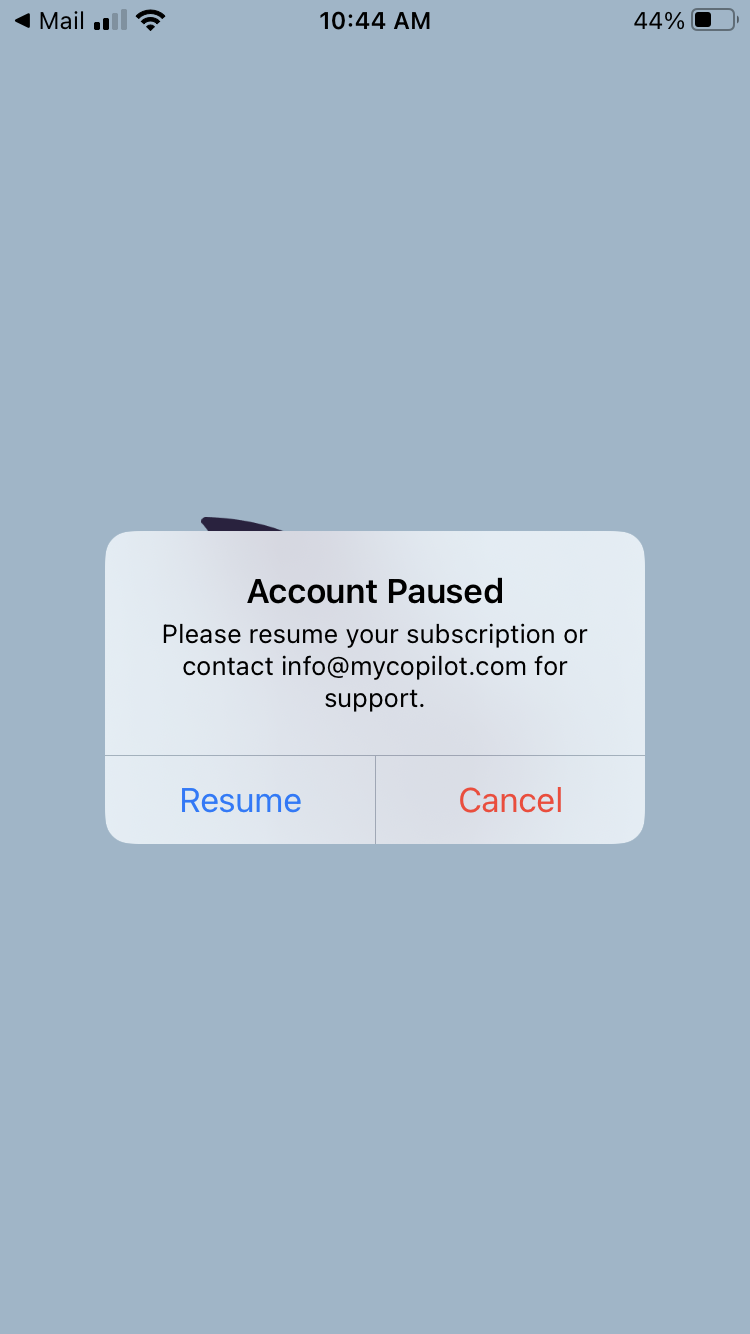 Mail 10:44 AM 44%
Account Paused
Please resume your subscription or
contact info@mycopilot.com for
support.
Resume Cancel